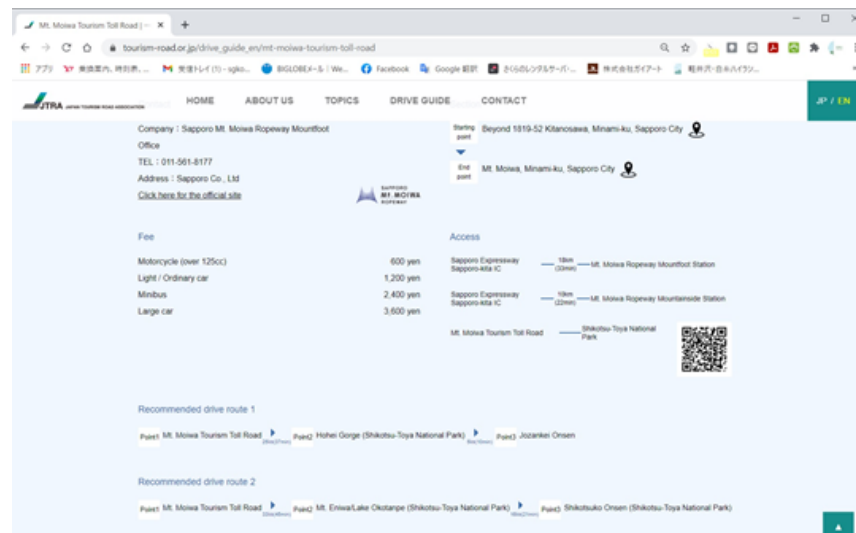 Mt. Moiwa Tourism Toll Road | —
tourism-road.or.jp/drive_guide_en/mt-moiwa-tourism-toll-road
アプリ
Facebook
Google 翻訳
JTRA JAPAN TOURISM ROAD ASSOCIATION
HOME
ABOUT US
TOPICS
DRIVE GUIDE
CONTACT
JP / EN
Company : Sapporo Mt. Moiwa Ropeway Mountfoot
Office
TEL : 011-561-8177
Address : Sapporo Co., Ltd
Click here for the official site
SAPPORO
MT.MOIWA
ROPEWAY
Starting point
Beyond 1819-52 Kitanosawa, Minami-ku, Sapporo City
End point
Mt. Moiwa, Minami-ku, Sapporo City
Fee
Motorcycle (over 125cc) 600 yen
Light / Ordinary car 1,200 yen
Minibus 2,400 yen
Large car 3,600 yen
Access
Sapporo Expressway
Sapporo-kita IC
Mt. Moiwa Ropeway Mountfoot Station
Sapporo Expressway
Sapporo-kita IC
Mt. Moiwa Ropeway Mountainside Station
Mt. Moiwa Tourism Toll Road
Shikotsu-Toya National
Park
Recommended drive route 1
Point1 Mt. Moiwa Tourism Toll Road Point2 Hohei Gorge (Shikotsu-Toya National Park) Point3 Jozankei Onsen
Recommended drive route 2
Point1 Mt. Moiwa Tourism Toll Road Point2 Mt. Eniwa/Lake Okotanpe (Shikotsu-Toya National Park) Point3 Shikotsuko Onsen (Shikotsu-Toya National Park)